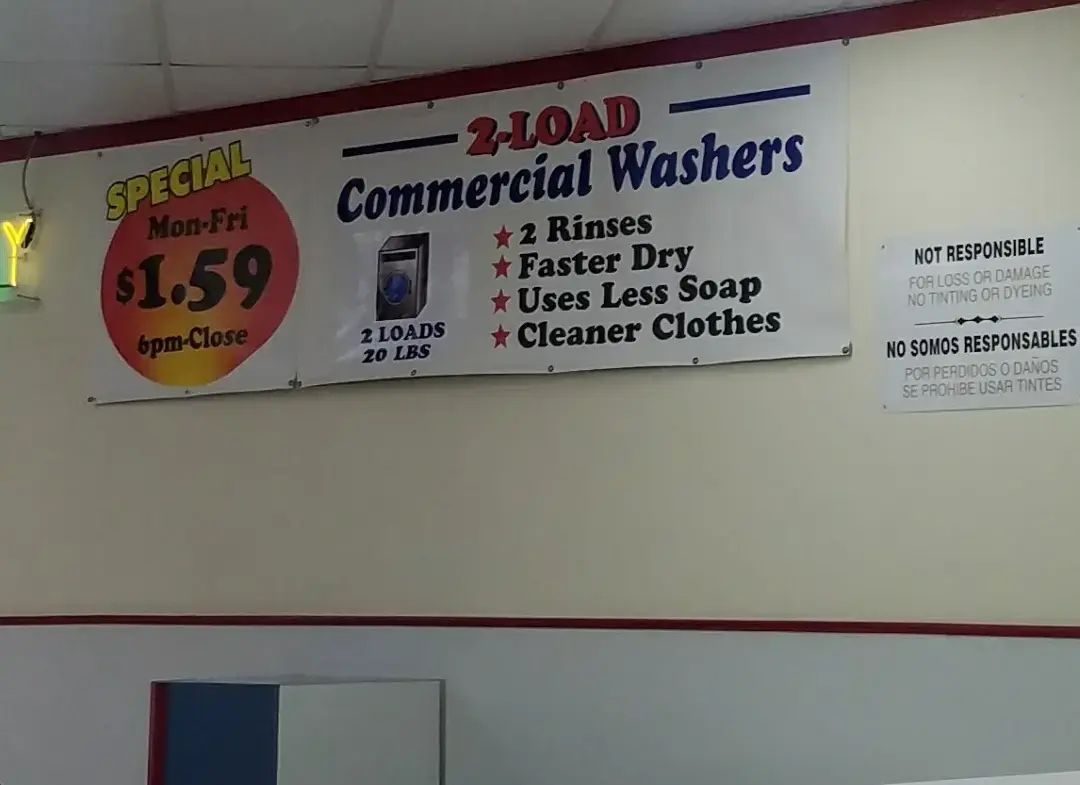 SPECIAL
Mon-Fri
$1.59
6pm-Close
2-LOAD
Commercial Washers
2 Rinses
Faster Dry
Uses Less Soap
Cleaner Clothes
2 LOADS
20 LBS
Y
NOT RESPONSIBLE
FOR LOSS OR DAMAGE
NO TINTING OR DYEING
NO SOMOS RESPONSABLES
POR PERDIDOS O DAÑOS
SE PROHIBE USAR TINTES